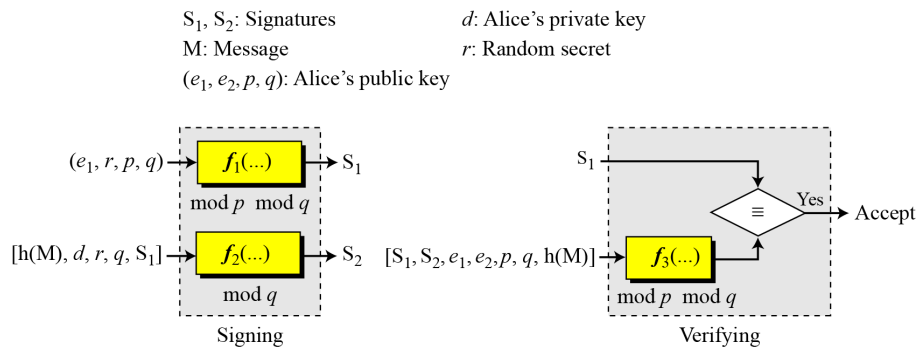 S₁, S₂: Signatures
d: Alice’s private key
M: Message
r: Random secret
(e₁, e₂, p, q): Alice’s public key
(e₁, r, p, q)
f₁(...)
S₁
mod p mod q
[h(M), d, r, q, S₁]
f₂(...)
S₂
mod q
Signing
S₁
≡
Yes
Accept
[S₁, S₂, e₁, e₂, p, q, h(M)]
f₃(...)
mod p mod q
Verifying